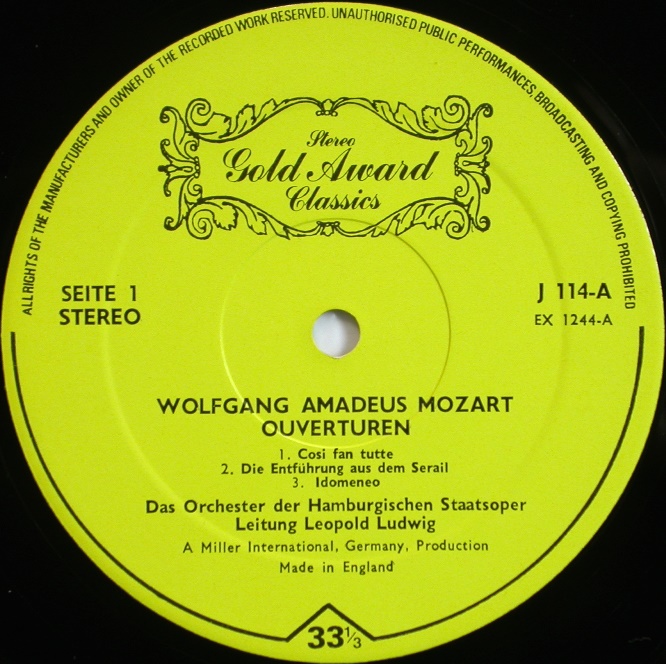 ALL RIGHTS OF THE MANUFACTURERS AND OWNER OF THE RECORDED WORK RESERVED. UNAUTHORISED PUBLIC PERFORMANCES, BROADCASTING AND COPYING PROHIBITED
Stereo
Gold Award
Classics
SEITE 1
STEREO
J 114-A
EX 1244-A
WOLFGANG AMADEUS MOZART
OUVERTUREN
1. Cosi fan tutte
2. Die Entführung aus dem Serail
3. Idomeneo
Das Orchester der Hamburgischen Staatsoper
Leitung Leopold Ludwig
A Miller International, Germany, Production
Made in England
33⅓